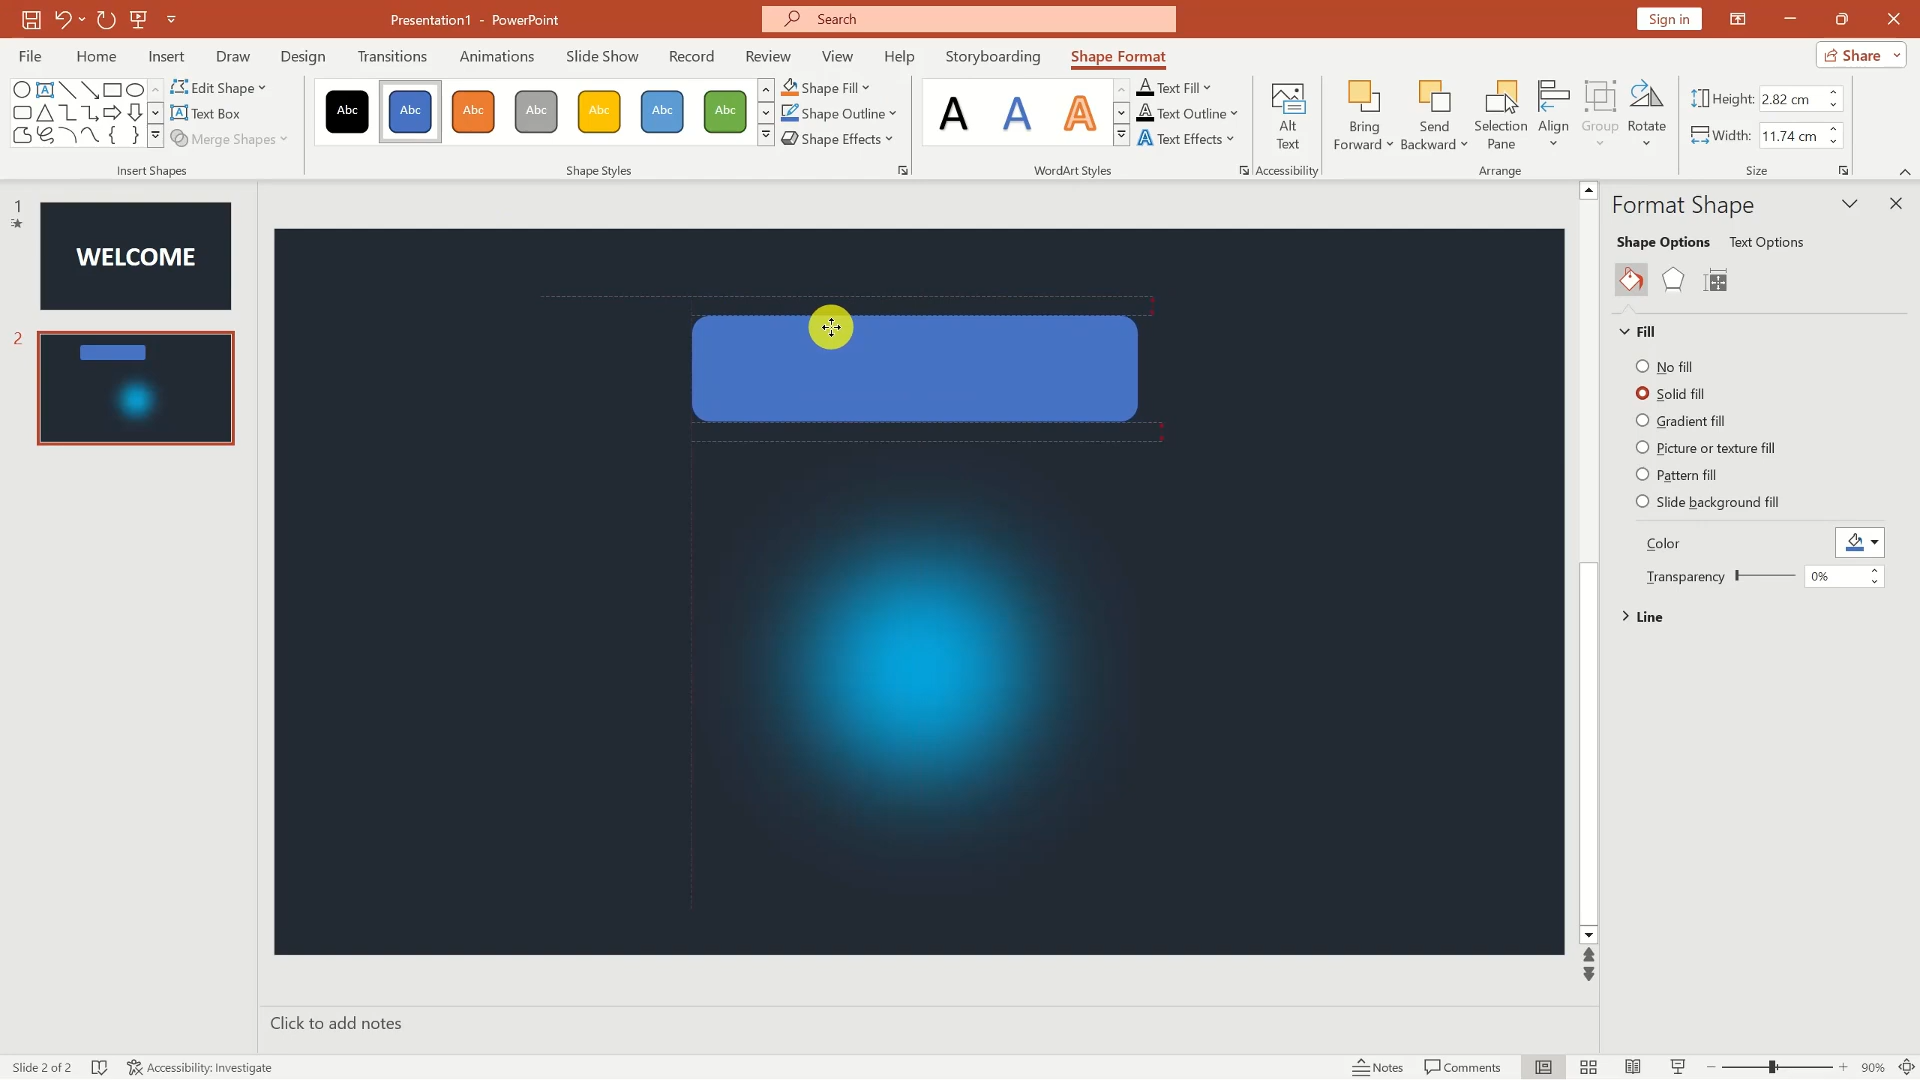 Presentation1 - PowerPoint
Search
Sign in
File Home Insert Draw Design Transitions Animations Slide Show Record Review View Help Storyboarding Shape Format
Share
Edit Shape
Text Box
Merge Shapes
Insert Shapes
Abc Abc Abc Abc Abc Abc Abc
Shape Fill
Shape Outline
Shape Effects
Shape Styles
A A A
Text Fill
Text Outline
Text Effects
WordArt Styles
Alt Text
Accessibility
Bring Forward
Send Backward
Selection Pane
Align
Group
Rotate
Arrange
Height: 2.82 cm
Width: 11.74 cm
Size
1
WELCOME
2
Format Shape
Shape Options Text Options
Fill
No fill
Solid fill
Gradient fill
Picture or texture fill
Pattern fill
Slide background fill
Color
Transparency 0%
Line
Click to add notes
Slide 2 of 2
Accessibility: Investigate
Notes
Comments
90%